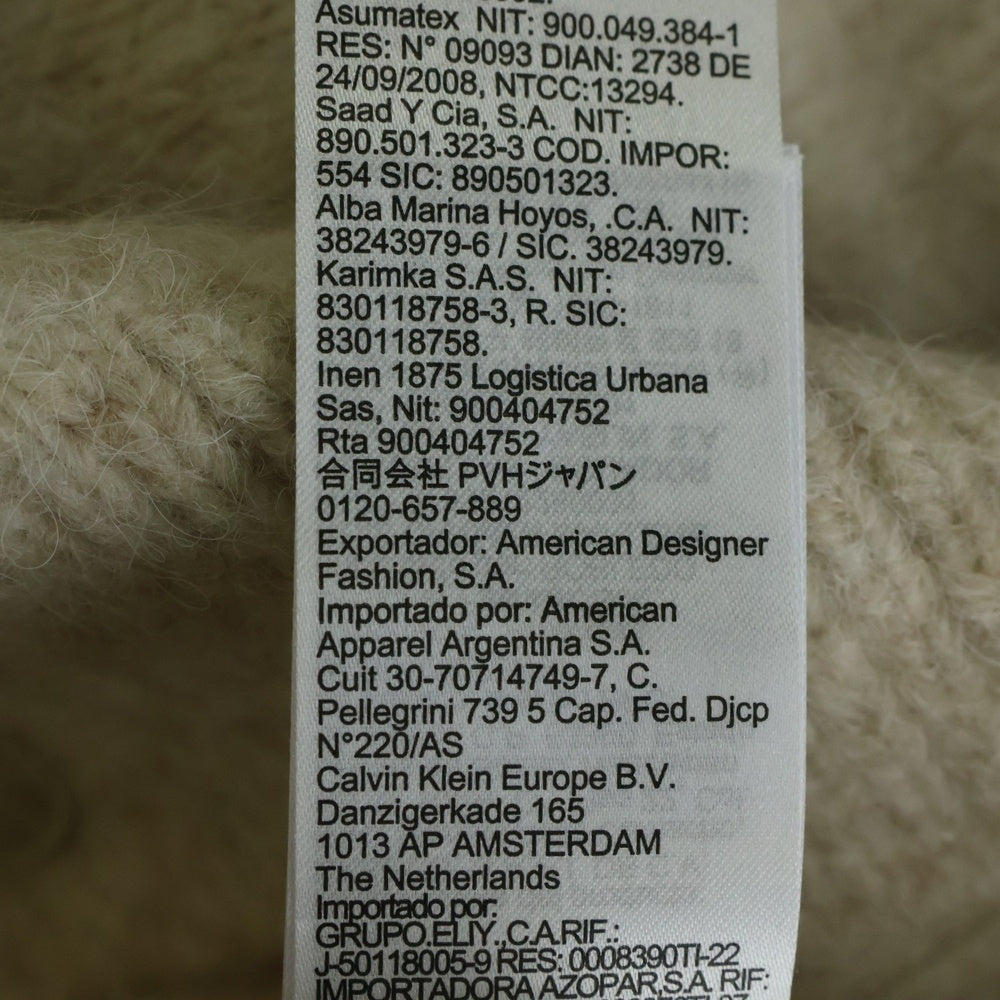 Asumatex NIT: 900.049.384-1
RES: N° 09093 DIAN: 2738 DE
24/09/2008, NTCC:13294.
Saad Y Cia, S.A. NIT:
890.501.323-3 COD. IMPOR:
554 SIC: 890501323.
Alba Marina Hoyos, .C.A. NIT:
38243979-6 / SIC. 38243979.
Karimka S.A.S. NIT:
830118758-3, R. SIC:
830118758.
Inen 1875 Logistica Urbana
Sas, Nit: 900404752
Rta 900404752
合同会社 PVHジャパン
0120-657-889
Exportador: American Designer
Fashion, S.A.
Importado por: American
Apparel Argentina S.A.
Cuit 30-70714749-7, C.
Pellegrini 739 5 Cap. Fed. Djcp
N°220/AS
Calvin Klein Europe B.V.
Danzigerkade 165
1013 AP AMSTERDAM
The Netherlands
Importado por:
GRUPO.ELIY.,C.A.RIF.:
J-50118005-9 RES: 0008390TI-22
IMPORTADORA AZOPAR,S.A. RIF: